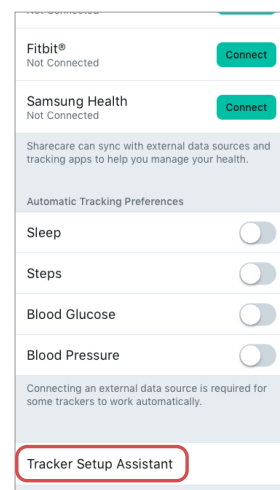 Not Connected
Fitbit®
Not Connected
Connect
Samsung Health
Not Connected
Connect
Sharecare can sync with external data sources and
tracking apps to help you manage your health.
Automatic Tracking Preferences
Sleep
Steps
Blood Glucose
Blood Pressure
Connecting an external data source is required for
some trackers to work automatically.
Tracker Setup Assistant